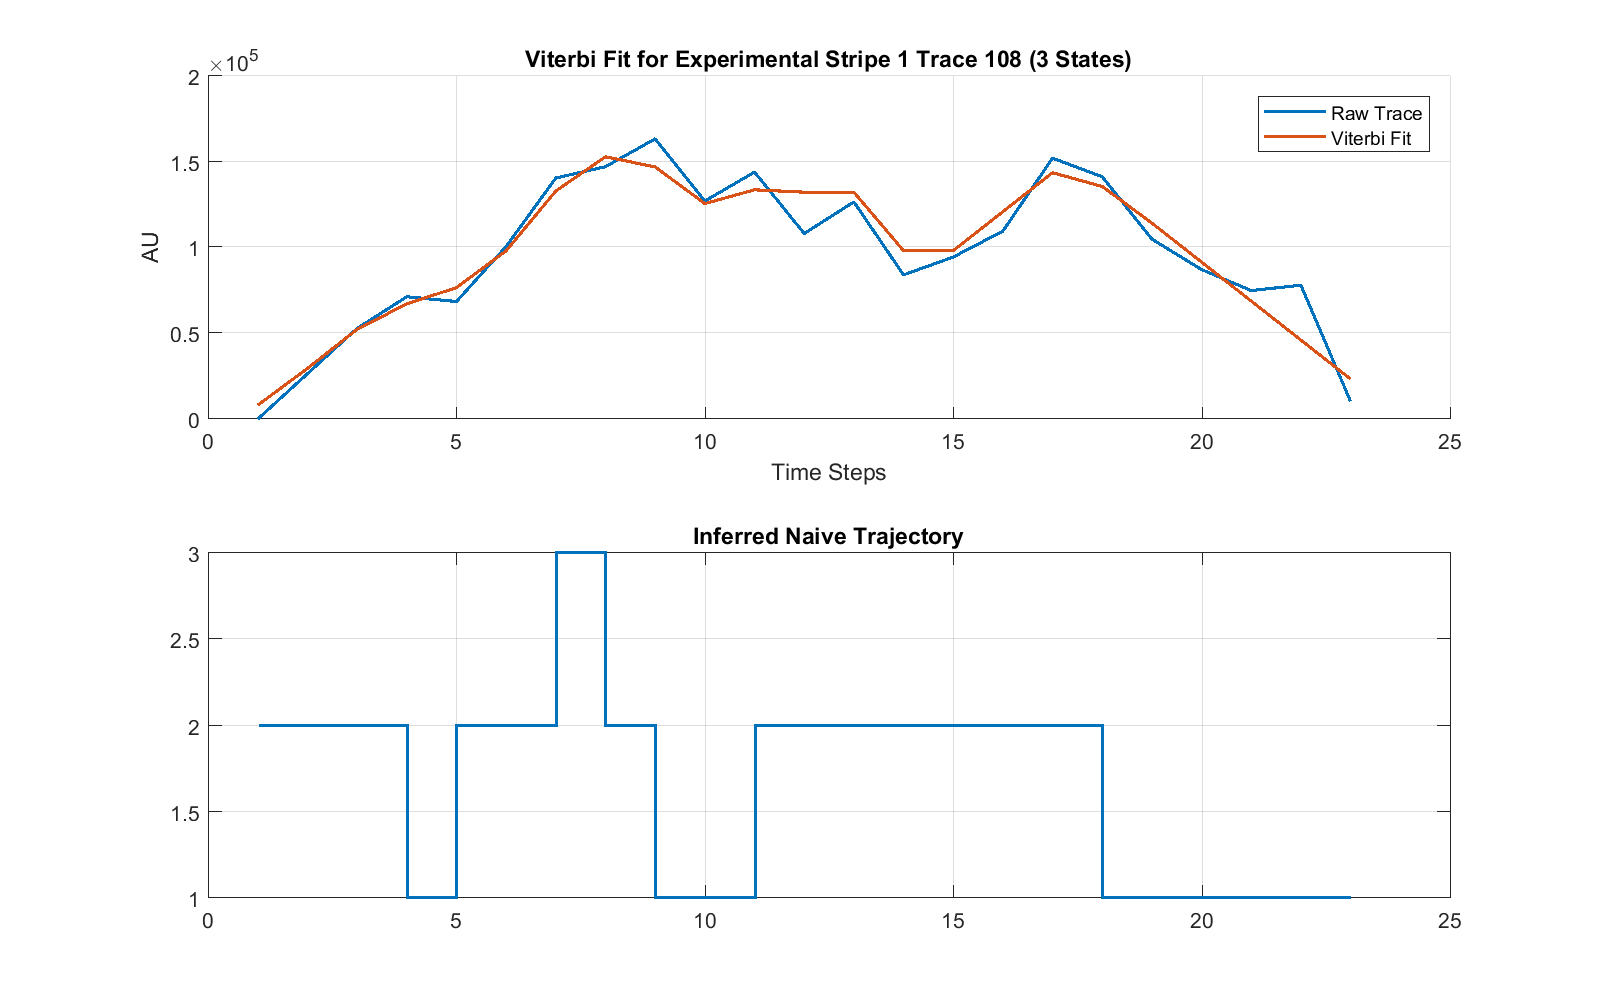 Viterbi Fit for Experimental Stripe 1 Trace 108 (3 States)
×10^5
2
1.5
1
0.5
0
AU
Raw Trace
Viterbi Fit
0 5 10 15 20 25
Time Steps
Inferred Naive Trajectory
3
2.5
2
1.5
1
0 5 10 15 20 25